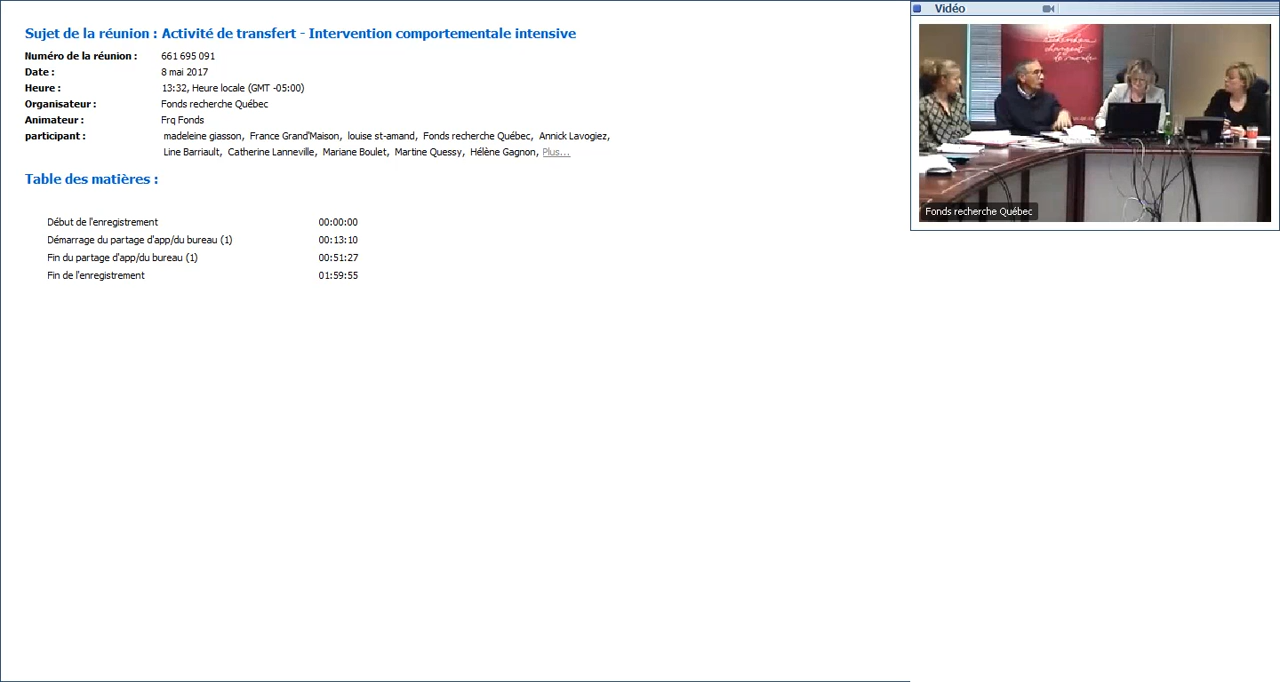 Sujet de la réunion : Activité de transfert - Intervention comportementale intensive
Numéro de la réunion : 661 695 091
Date : 8 mai 2017
Heure : 13:32, Heure locale (GMT -05:00)
Organisateur : Fonds recherche Québec
Animateur : Frq Fonds
participant : madeleine giasson, France Grand'Maison, louise st-amand, Fonds recherche Québec, Annick Lavogiez,
Line Barriault, Catherine Lanneville, Mariane Boulet, Martine Quessy, Hélène Gagnon, Plus...
Table des matières :
Début de l'enregistrement 00:00:00
Démarrage du partage d'app/du bureau (1) 00:13:10
Fin du partage d'app/du bureau (1) 00:51:27
Fin de l'enregistrement 01:59:55
Vidéo
changent
le monde
Fonds recherche Québec